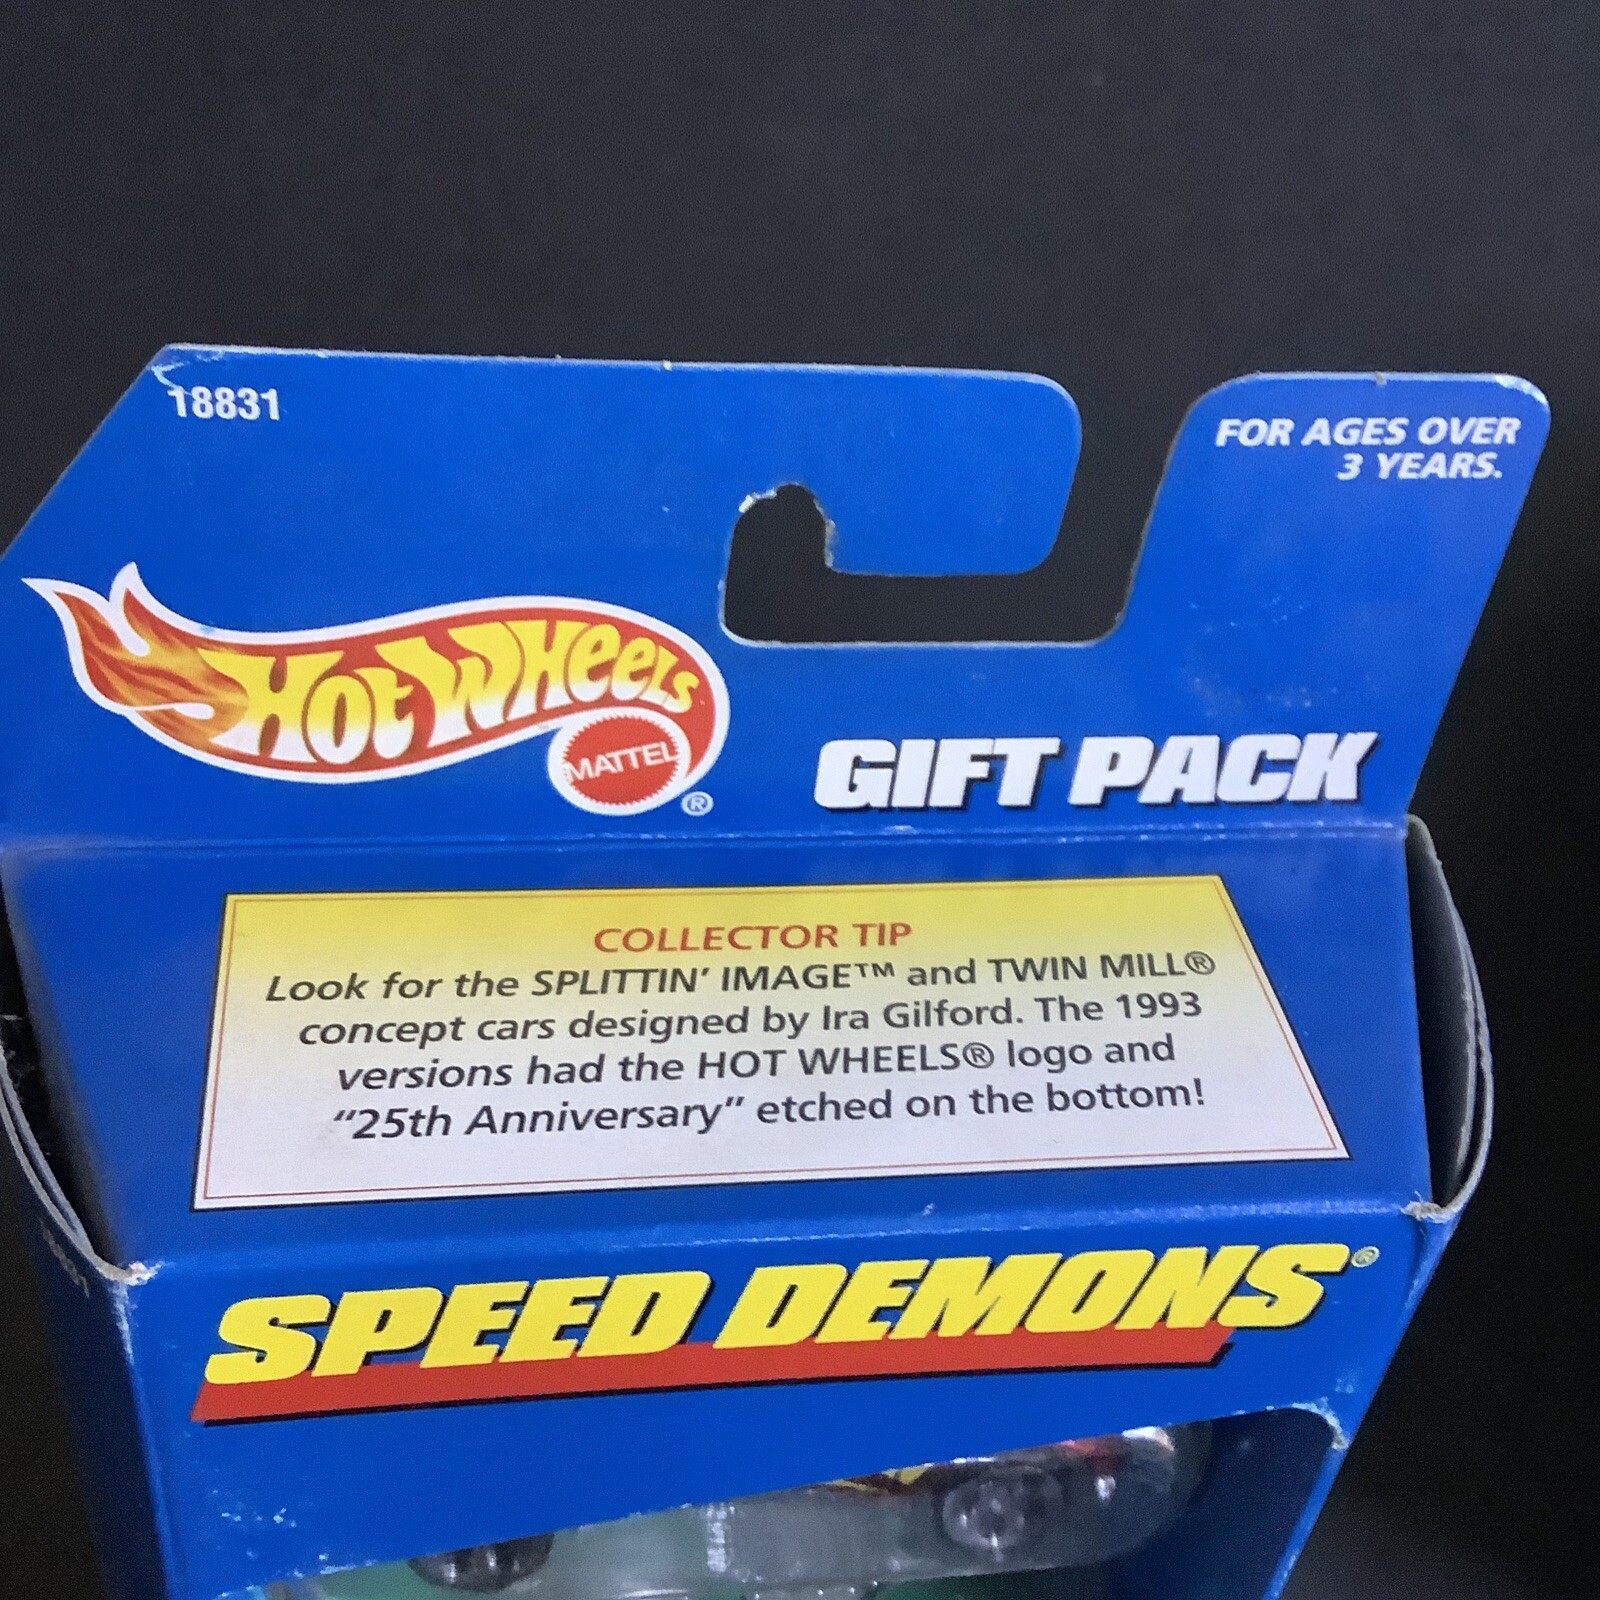 18831
FOR AGES OVER
3 YEARS.
Hot Wheels
MATTEL
®
GIFT PACK
COLLECTOR TIP
Look for the SPLITTIN' IMAGE™ and TWIN MILL®
concept cars designed by Ira Gilford. The 1993
versions had the HOT WHEELS® logo and
“25th Anniversary” etched on the bottom!
SPEED DEMONS®